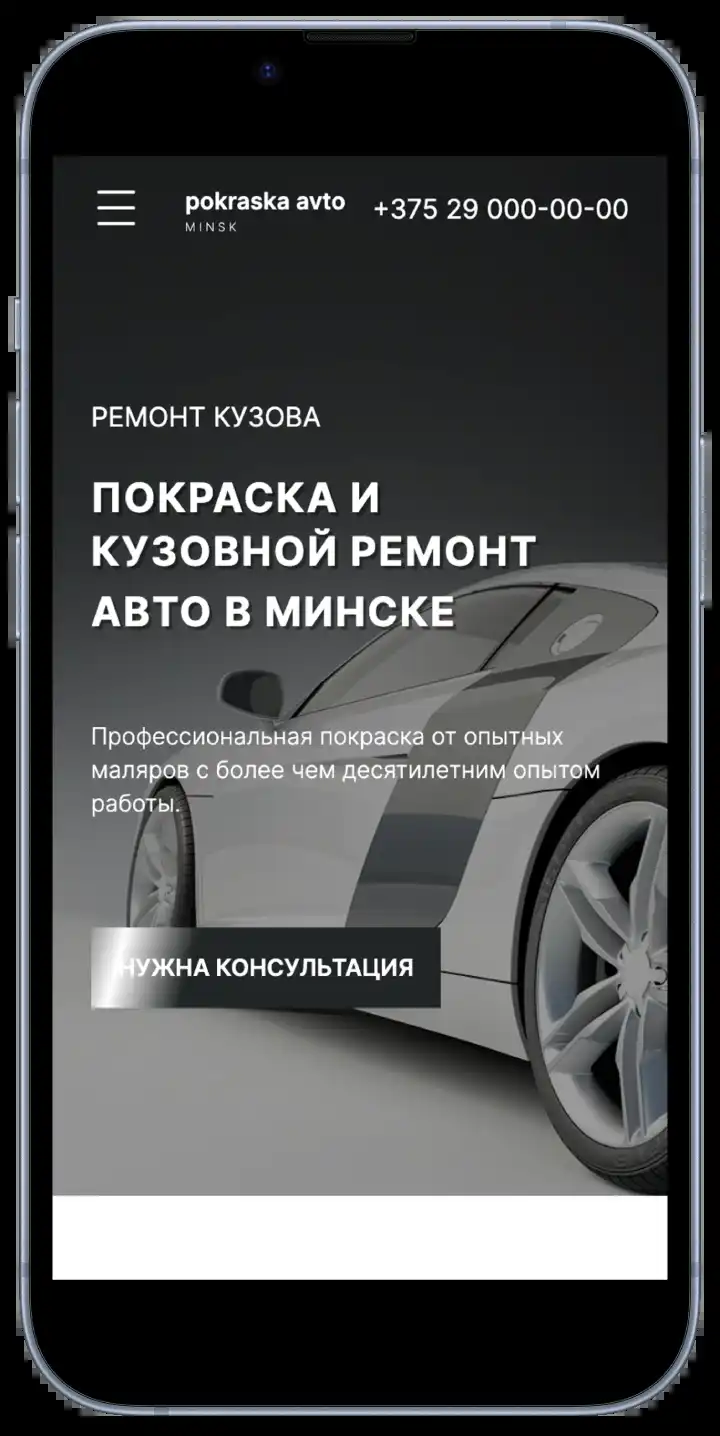 pokraska avto
MINSK
+375 29 000-00-00
РЕМОНТ КУЗОВА
ПОКРАСКА И
КУЗОВНОЙ РЕМОНТ
АВТО В МИНСКЕ
Профессиональная покраска от опытных
маляров с более чем десятилетним опытом
работы.
НУЖНА КОНСУЛЬТАЦИЯ